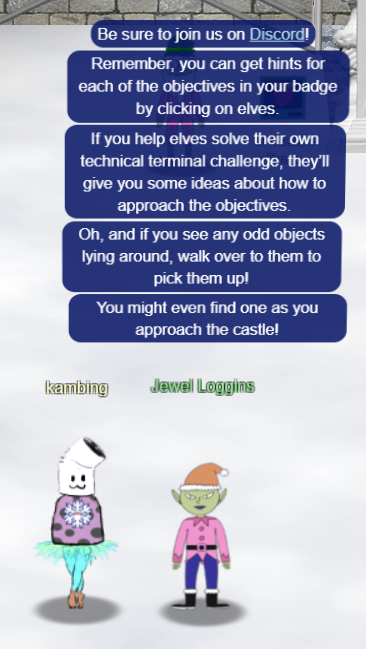 Be sure to join us on Discord!
Remember, you can get hints for
each of the objectives in your badge
by clicking on elves.
If you help elves solve their own
technical terminal challenge, they'll
give you some ideas about how to
approach the objectives.
Oh, and if you see any odd objects
lying around, walk over to them to
pick them up!
You might even find one as you
approach the castle!
kambing
Jewel Loggins